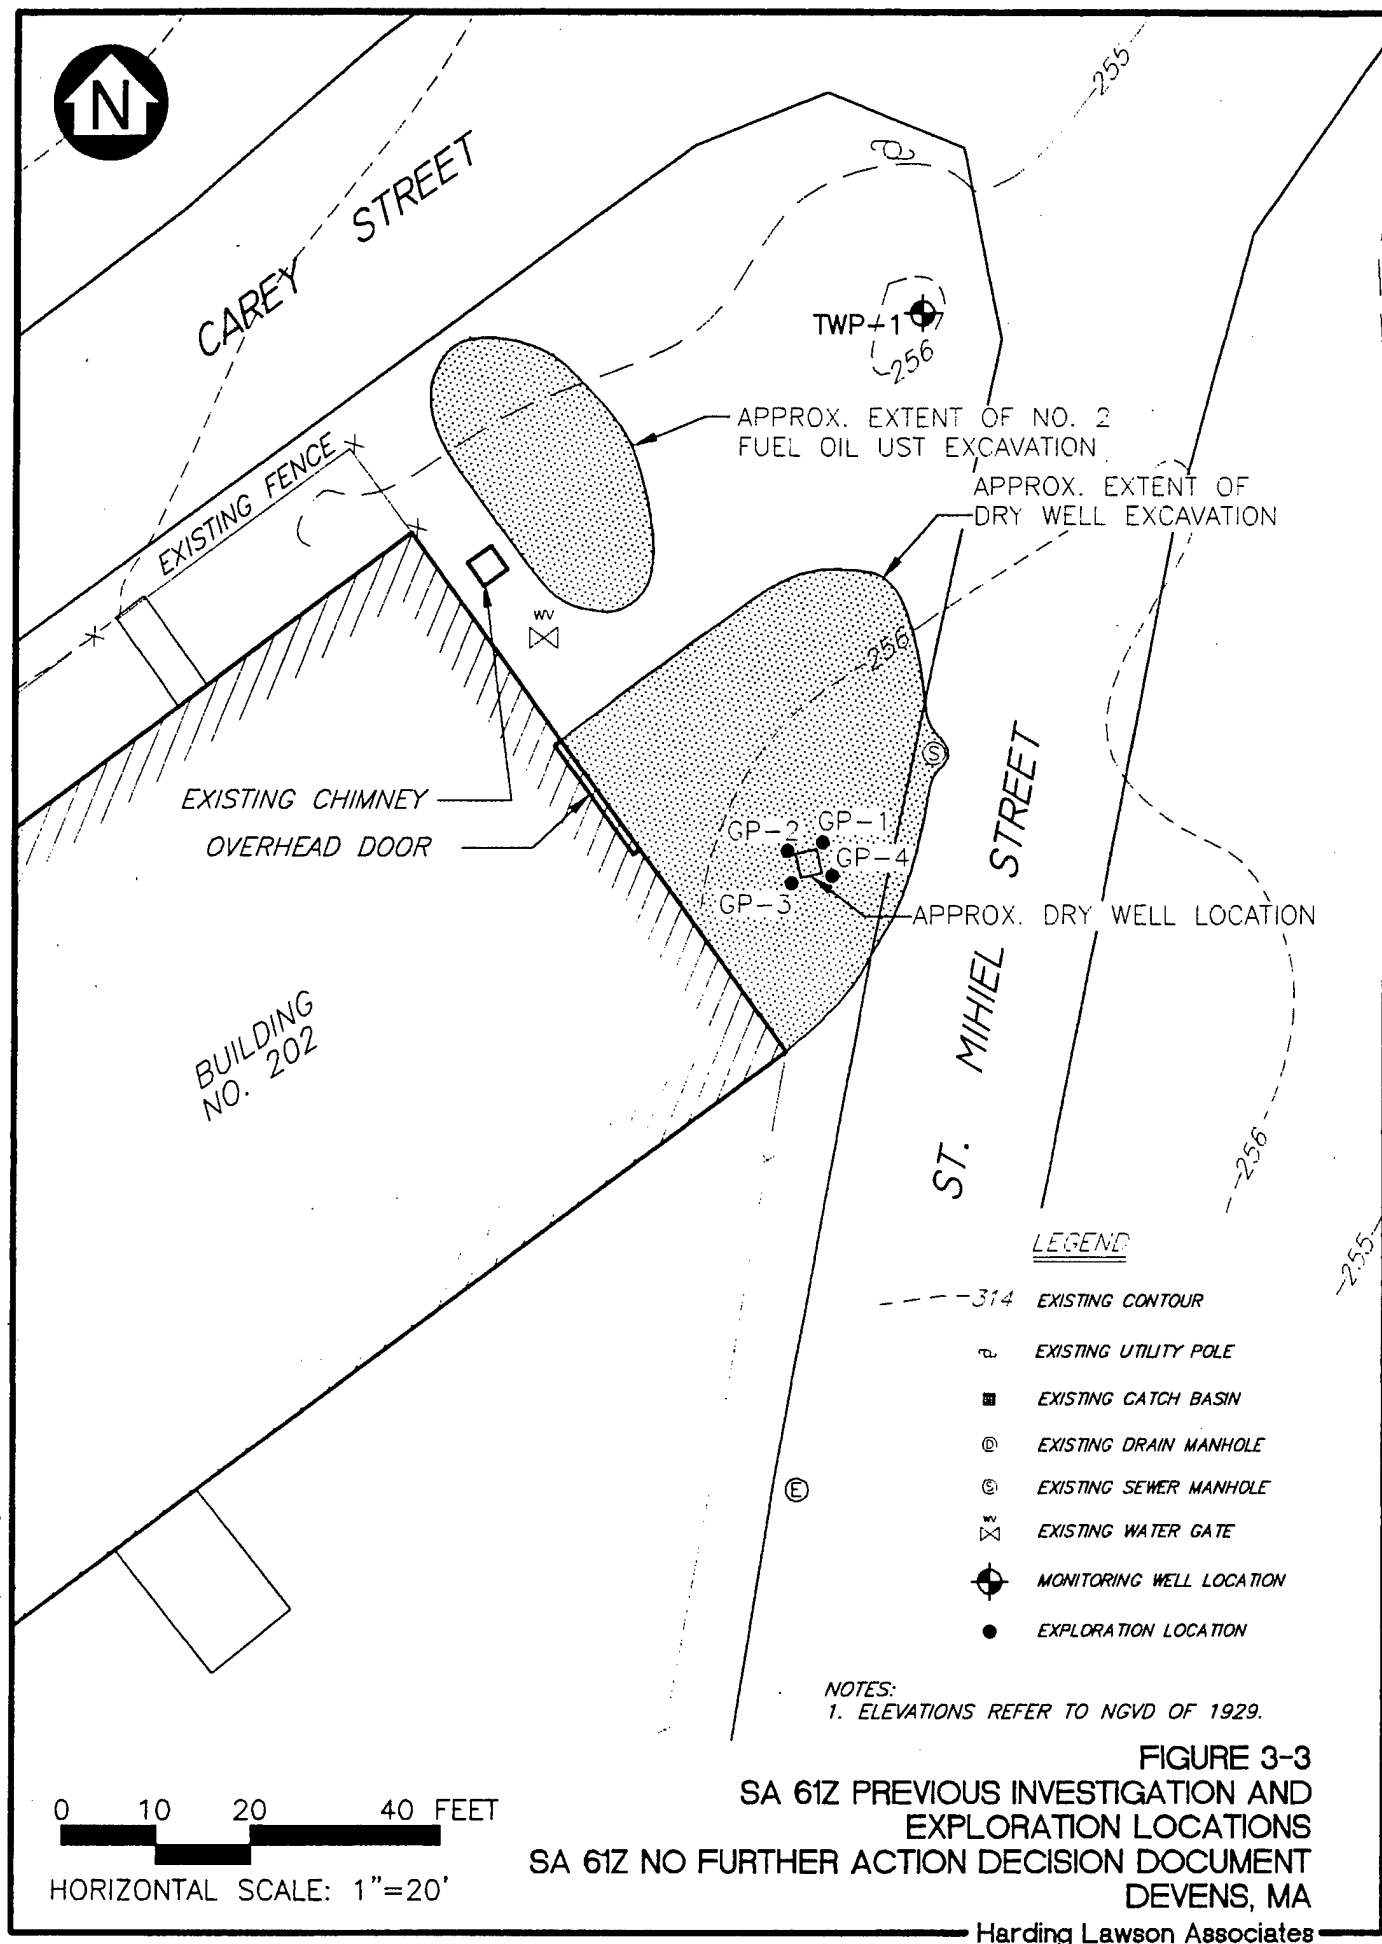 N
CAREY STREET
255
TWP-1
256
APPROX. EXTENT OF NO. 2
FUEL OIL UST EXCAVATION
APPROX. EXTENT OF
DRY WELL EXCAVATION
EXISTING FENCE
WV
256
S
EXISTING CHIMNEY
OVERHEAD DOOR
GP-2
GP-1
GP-4
GP-3
APPROX. DRY WELL LOCATION
ST. MIHIEL STREET
BUILDING
NO. 202
256
255
E
LEGEND
314 EXISTING CONTOUR
EXISTING UTILITY POLE
EXISTING CATCH BASIN
D EXISTING DRAIN MANHOLE
S EXISTING SEWER MANHOLE
WV EXISTING WATER GATE
MONITORING WELL LOCATION
EXPLORATION LOCATION
NOTES:
1. ELEVATIONS REFER TO NGVD OF 1929.
0 10 20 40 FEET
HORIZONTAL SCALE: 1"=20'
FIGURE 3-3
SA 61Z PREVIOUS INVESTIGATION AND
EXPLORATION LOCATIONS
SA 61Z NO FURTHER ACTION DECISION DOCUMENT
DEVENS, MA
Harding Lawson Associates